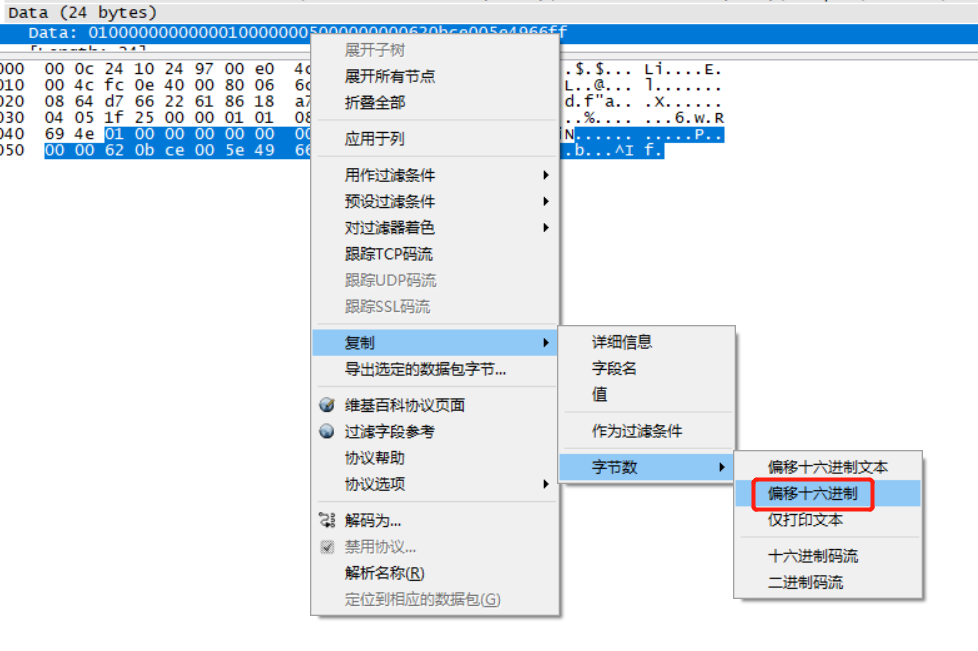 Data (24 bytes)
Data: 01000000000000100000005000000000620bce005e4966ff
展开子树
000 00 0c 24 10 24 97 00 e0 4c .$.$... Li....E.
展开所有节点
010 00 4c fc 0e 40 00 80 06 L..@... l.......
折叠全部
020 08 64 d7 66 22 61 86 18 a7 d.f"a.. .X......
030 04 05 1f 25 00 00 01 01 08 ..%.... ...6.w.R
040 69 4e 01 00 00 00 00 00 00 iN...... .....P..
应用于列
050 00 00 62 0b ce 00 5e 49 66 .b...^I f.
用作过滤条件
预设过滤条件
对过滤器着色
跟踪TCP码流
跟踪UDP码流
跟踪SSL码流
复制
导出选定的数据包字节...
维基百科协议页面
过滤字段参考
协议帮助
协议选项
解码为...
禁用协议...
解析名称(R)
定位到相应的数据包(G)
详细信息
字段名
值
作为过滤条件
字节数
偏移十六进制文本
偏移十六进制
仅打印文本
十六进制码流
二进制码流